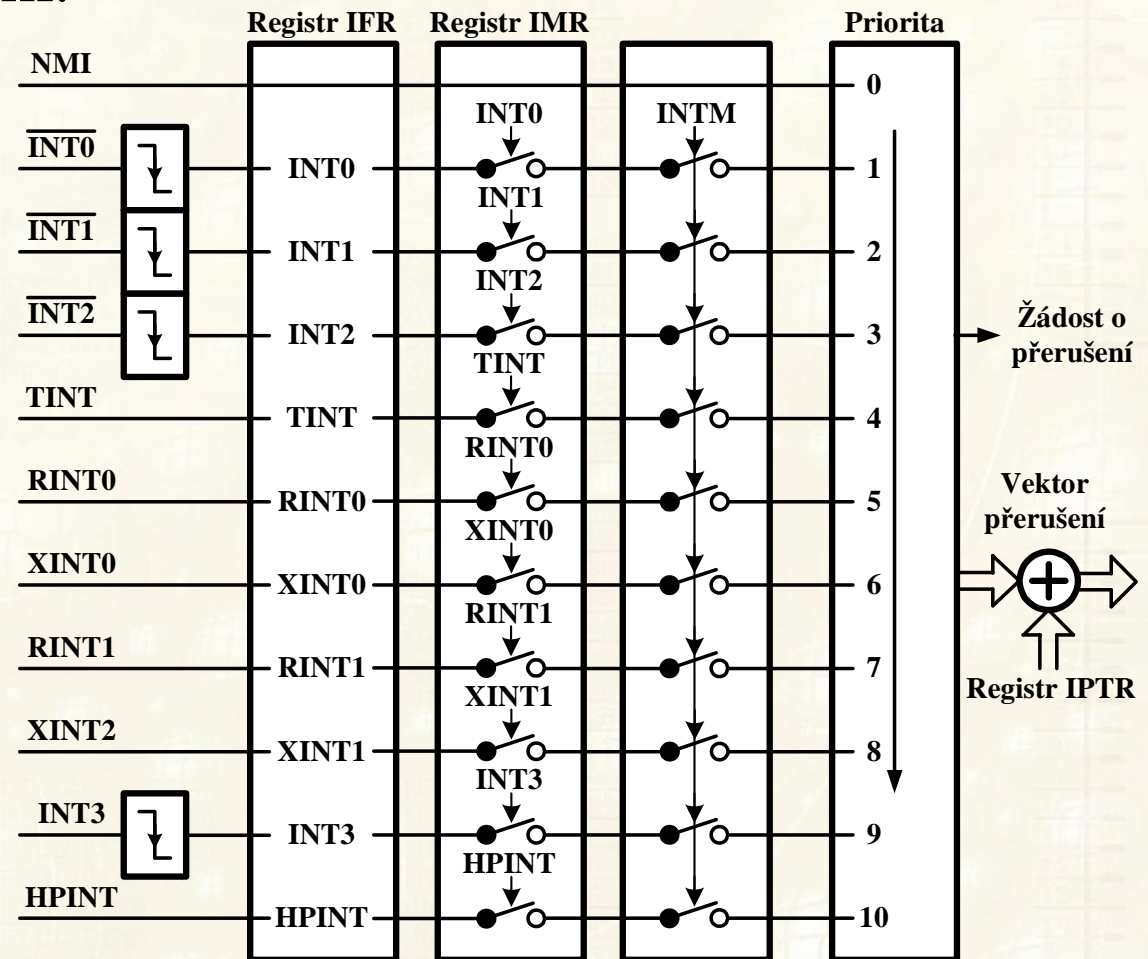 Registr IFR Registr IMR Priorita
NMI 0
INT0 INTM
INT0 INT0 1
INT1
INT1 INT1 2
INT2
INT2 INT2 3 Žádost o
přerušení
TINT
TINT TINT 4
RINT0
RINT0 RINT0 5 Vektor
přerušení
XINT0
XINT0 XINT0 6
RINT1
RINT1 RINT1 7 Registr IPTR
XINT1
XINT2 XINT1 8
INT3
INT3 INT3 9
HPINT
HPINT HPINT 10